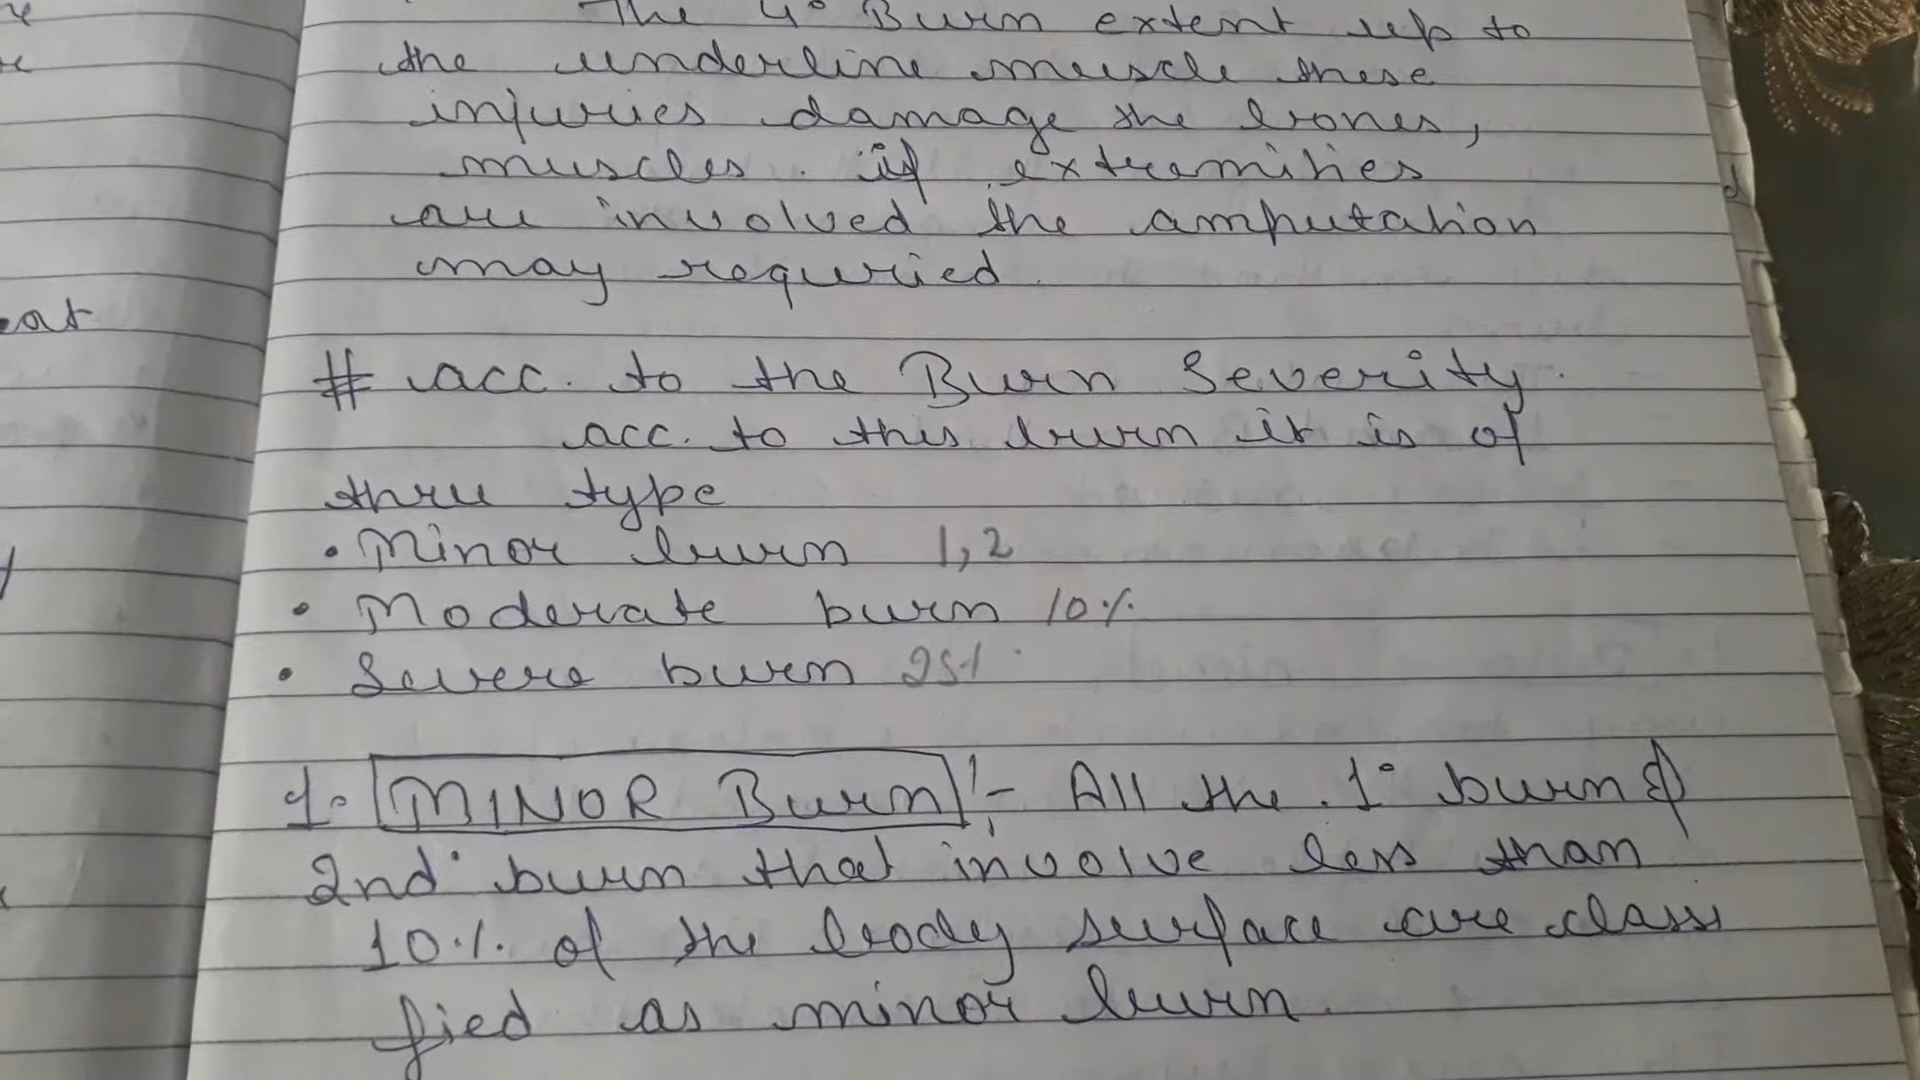 The 4° Burn extent up to
the underline muscle these
injuries damage the bones,
muscles. if extremities
are involved the amputation
may requried.
# acc. to the Burn Severity.
acc. to this burn it is of
three type
• Minor burn 1,2
• Moderate burn 10%
• Severe burn 25%
1. MINOR Burn :- All the 1° burn &
2nd° burn that involve less than
10% of the body surface are classi
fied as minor burn.